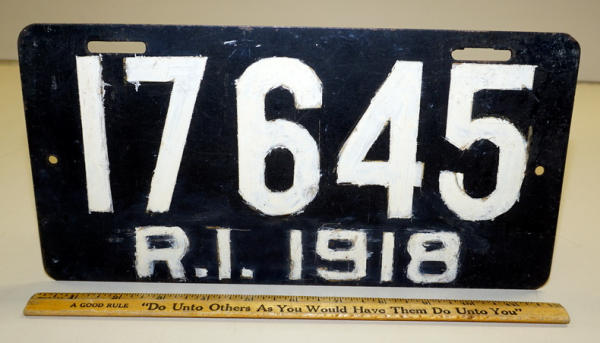 17645
R.I. 1918
A GOOD RULE "Do Unto Others As You Would Have Them Do Unto You"